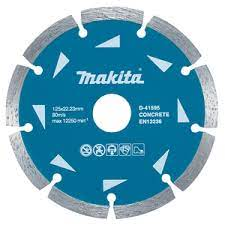 makita
125x22.23mm
80m/s
max 12250 min⁻¹
D-41595
CONCRETE
EN13236